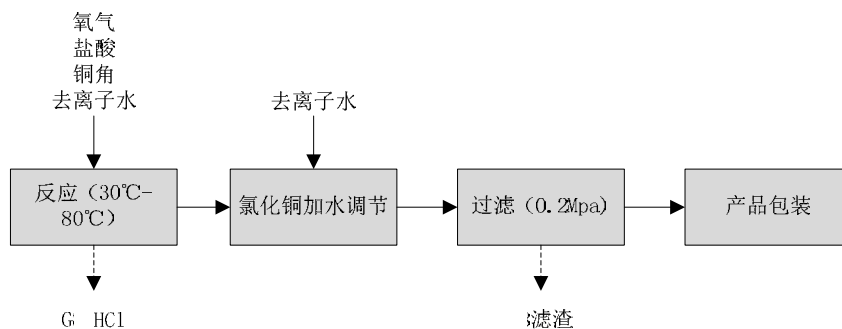 氧气
盐酸
铜角
去离子水
去离子水
反应（30℃-
80℃）
氯化铜加水调节
过滤（0.2Mpa）
产品包装
G HCl
滤渣